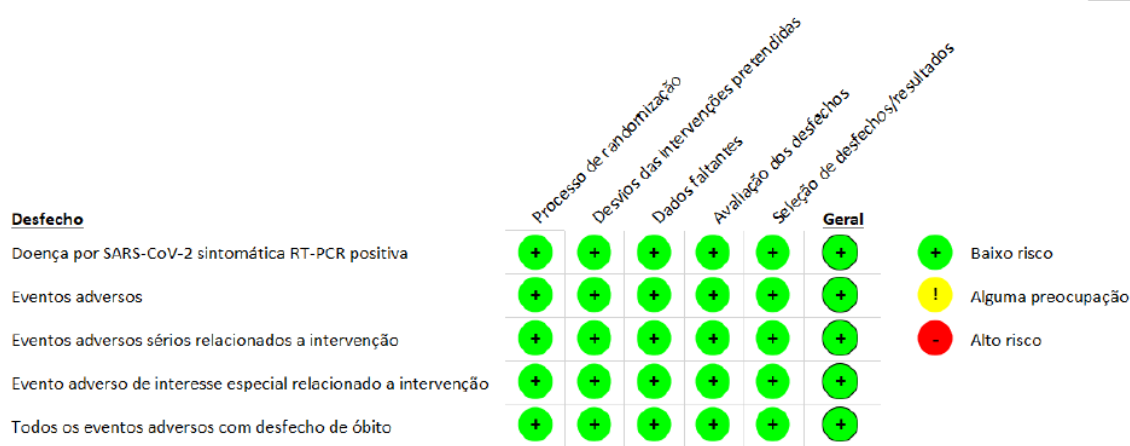 Processo de randomização
Desvios das intervenções pretendidas
Dados faltantes
Avaliação dos desfechos
Seleção de desfechos/resultados
Desfecho
Geral
Doença por SARS-CoV-2 sintomática RT-PCR positiva
+ + + + + +
+ Baixo risco
Eventos adversos
+ + + + + +
! Alguma preocupação
Eventos adversos sérios relacionados a intervenção
+ + + + + +
- Alto risco
Evento adverso de interesse especial relacionado a intervenção
+ + + + + +
Todos os eventos adversos com desfecho de óbito
+ + + + + +